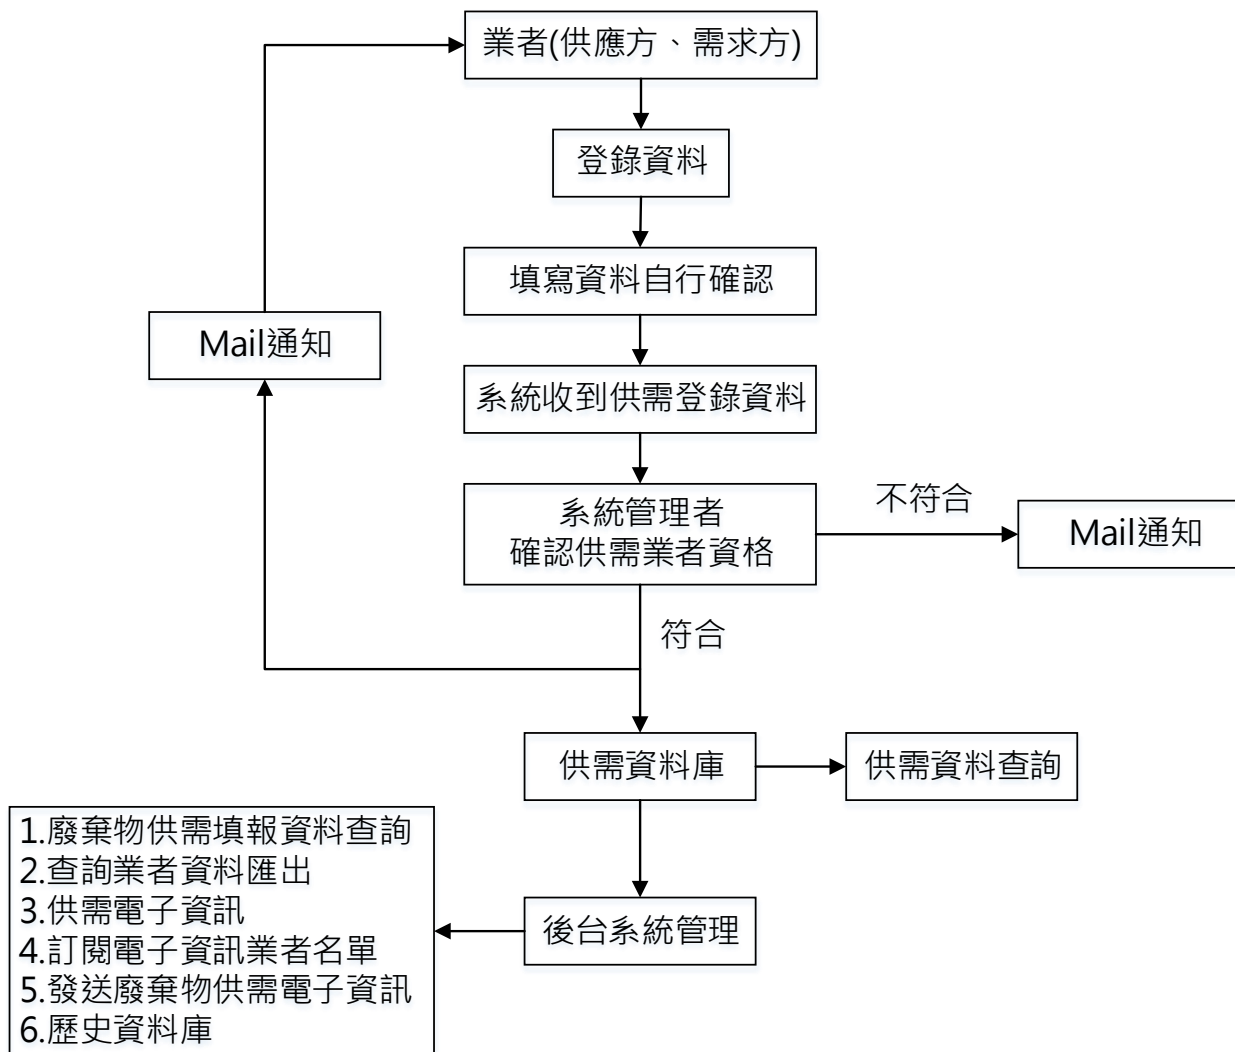 業者(供應方、需求方)
登錄資料
填寫資料自行確認
Mail通知
系統收到供需登錄資料
系統管理者
確認供需業者資格
不符合
Mail通知
符合
供需資料庫
供需資料查詢
1.廢棄物供需填報資料查詢
2.查詢業者資料匯出
3.供需電子資訊
4.訂閱電子資訊業者名單
5.發送廢棄物供需電子資訊
6.歷史資料庫
後台系統管理